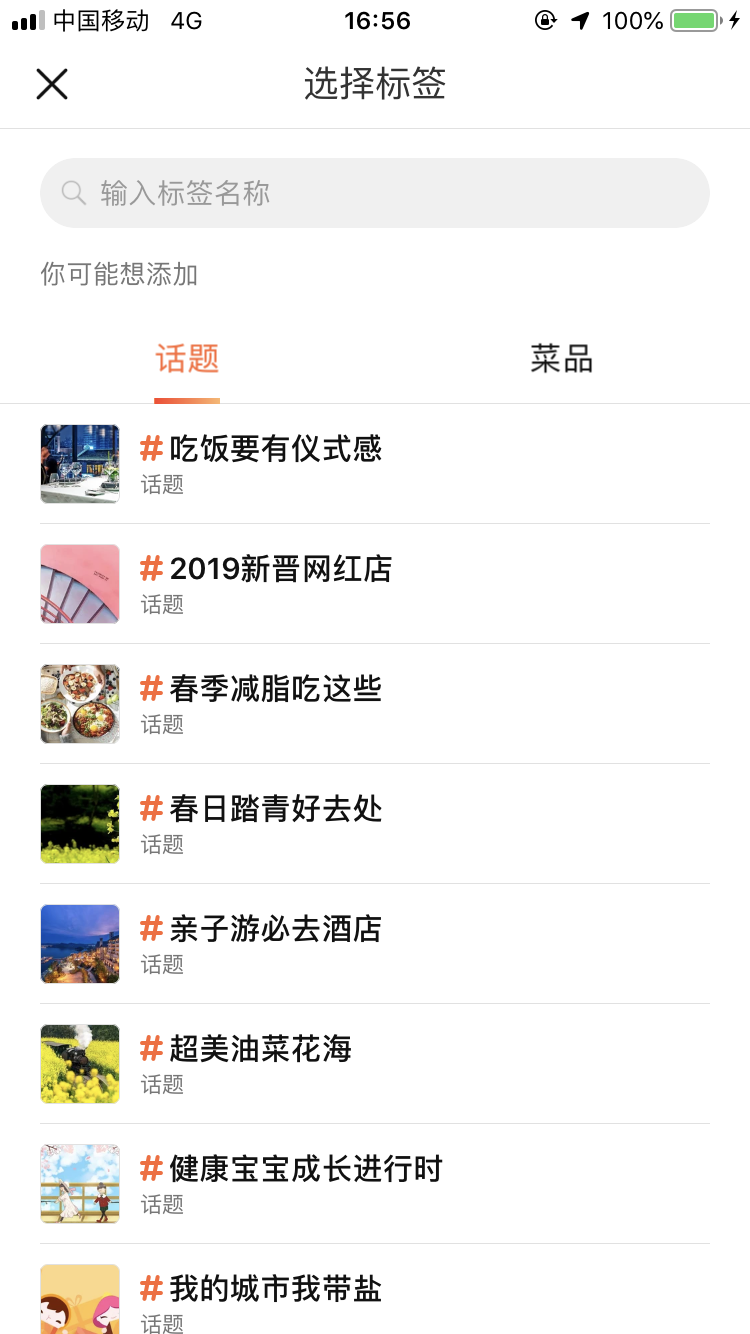 中国移动 4G 16:56 100%
选择标签
输入标签名称
你可能想添加
话题 菜品
#吃饭要有仪式感
话题
#2019新晋网红店
话题
#春季减脂吃这些
话题
#春日踏青好去处
话题
#亲子游必去酒店
话题
#超美油菜花海
话题
#健康宝宝成长进行时
话题
#我的城市我带盐
话题